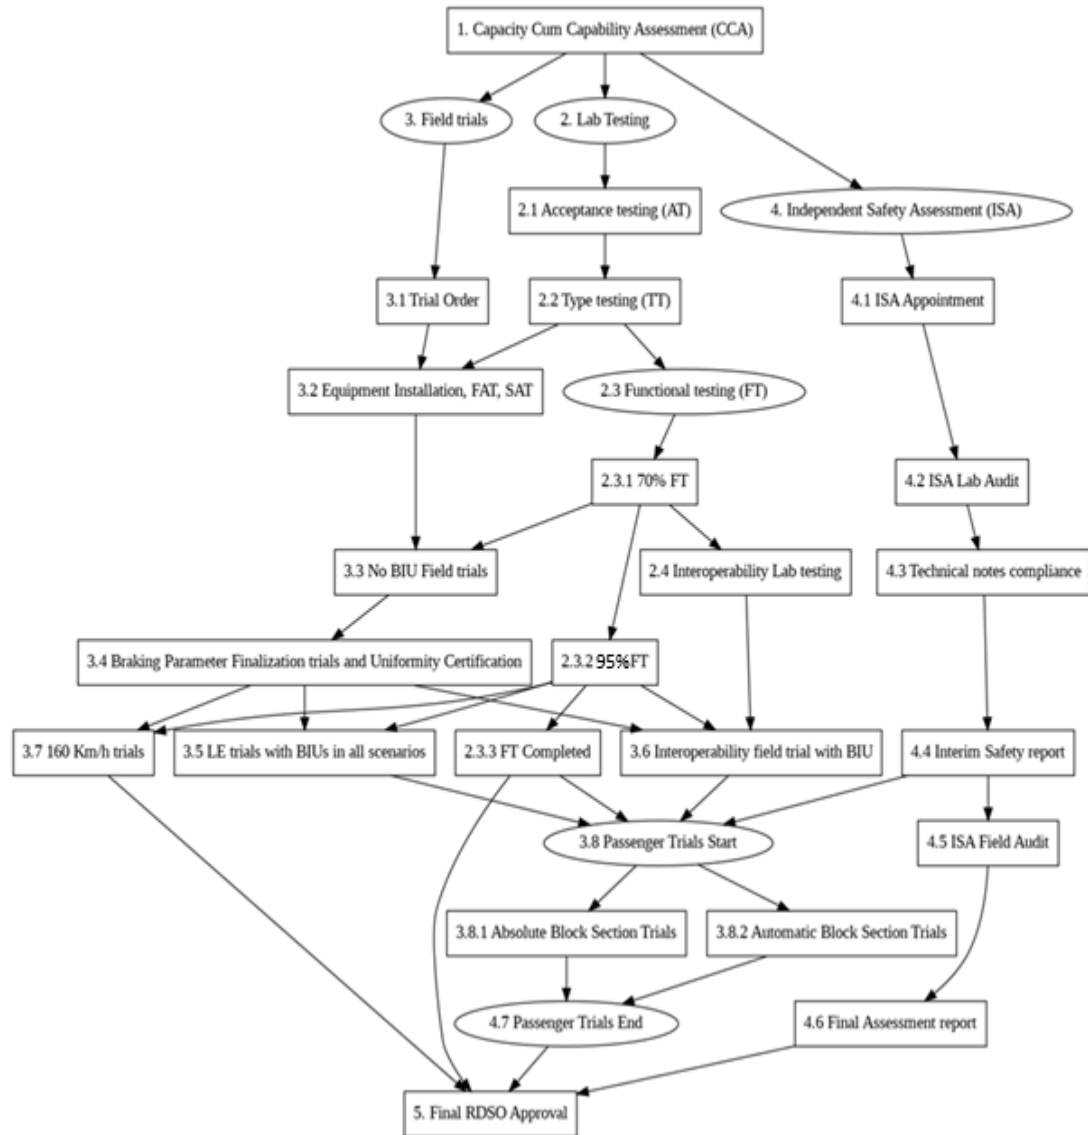 1. Capacity Cum Capability Assessment (CCA)
3. Field trials
2. Lab Testing
2.1 Acceptance testing (AT)
4. Independent Safety Assessment (ISA)
3.1 Trial Order
2.2 Type testing (TT)
4.1 ISA Appointment
3.2 Equipment Installation, FAT, SAT
2.3 Functional testing (FT)
2.3.1 70% FT
4.2 ISA Lab Audit
3.3 No BIU Field trials
2.4 Interoperability Lab testing
4.3 Technical notes compliance
3.4 Braking Parameter Finalization trials and Uniformity Certification
2.3.2 95%FT
3.7 160 Km/h trials
3.5 LE trials with BIUs in all scenarios
2.3.3 FT Completed
3.6 Interoperability field trial with BIU
4.4 Interim Safety report
3.8 Passenger Trials Start
4.5 ISA Field Audit
3.8.1 Absolute Block Section Trials
3.8.2 Automatic Block Section Trials
4.7 Passenger Trials End
4.6 Final Assessment report
5. Final RDSO Approval